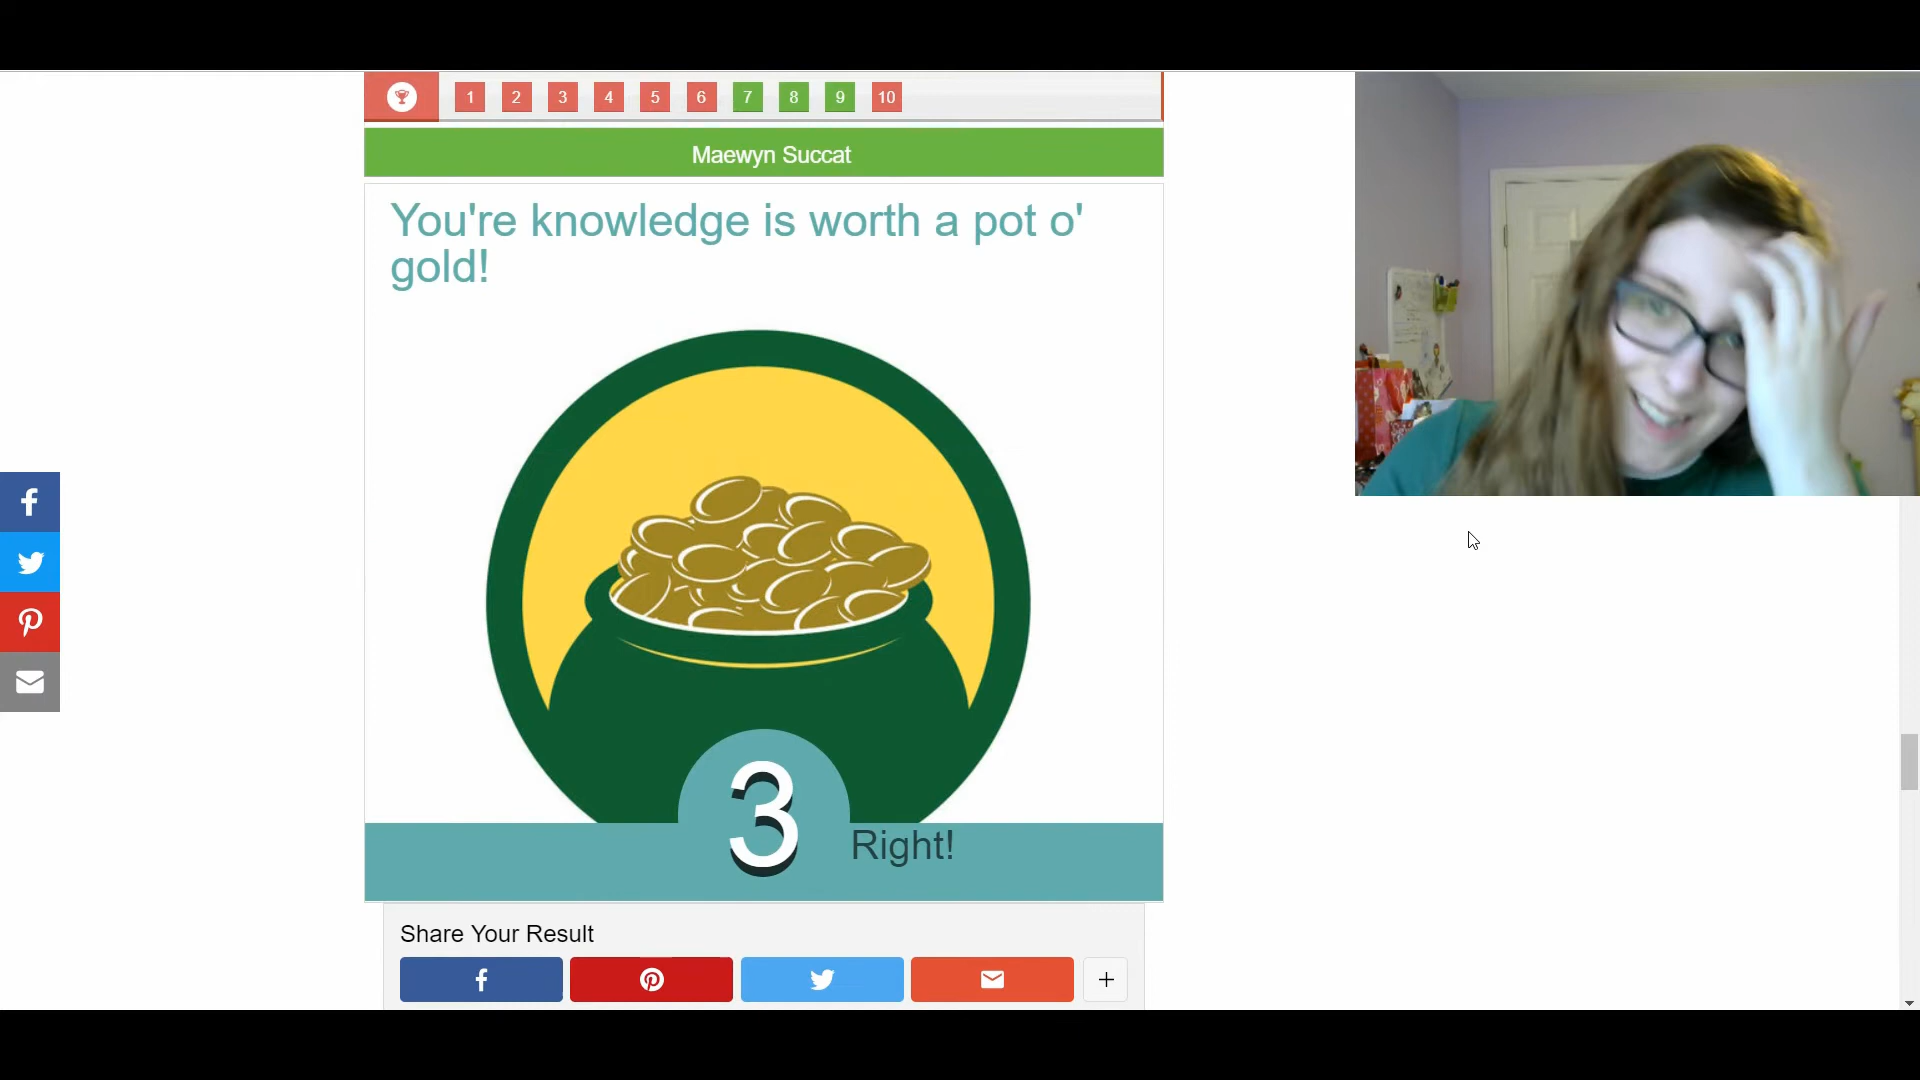 1 2 3 4 5 6 7 8 9 10
Maewyn Succat
You're knowledge is worth a pot o'
gold!
3
Right!
Share Your Result